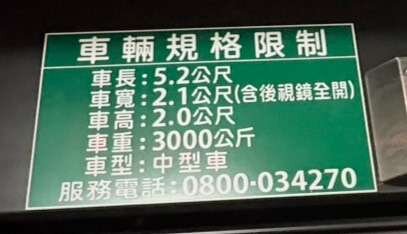 車輛規格限制
車長:5.2公尺
車寬:2.1公尺(含後視鏡全開)
車高:2.0公尺
車重:3000公斤
車型:中型車
服務電話:0800-034270